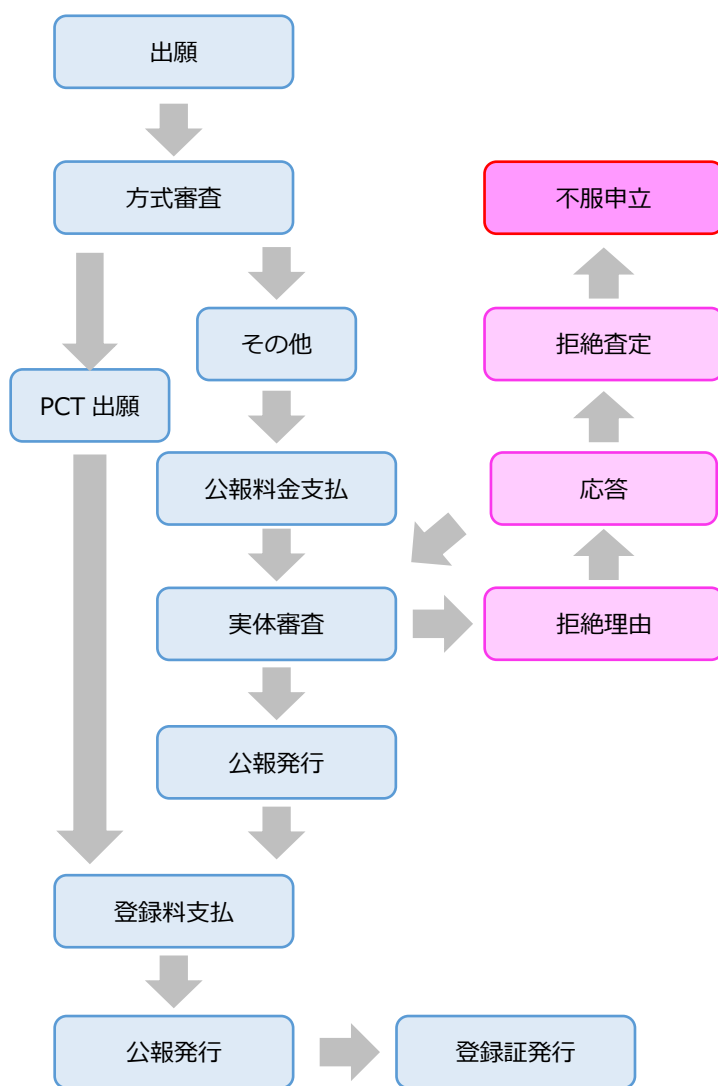 出願
方式審査
不服申立
その他
拒絶査定
PCT 出願
公報料金支払
応答
実体審査
拒絶理由
公報発行
登録料支払
公報発行
登録証発行